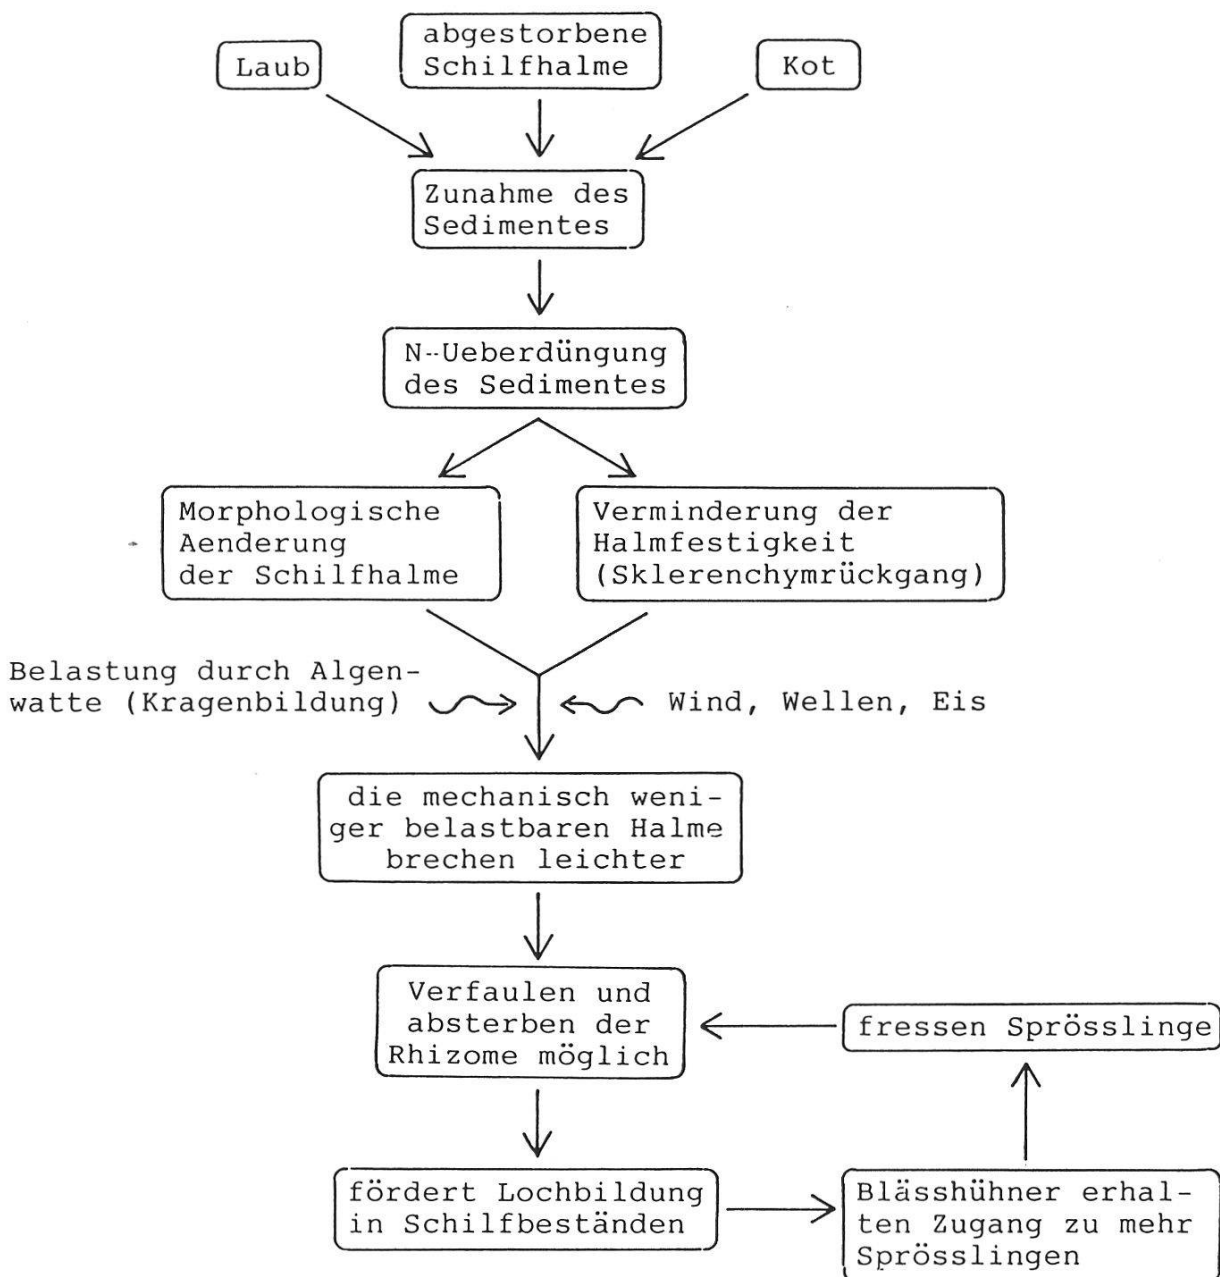 Laub
abgestorbene
Schilfhalme
Kot
Zunahme des
Sedimentes
N-Ueberdüngung
des Sedimentes
Morphologische
Aenderung
der Schilfhalme
Verminderung der
Halmfestigkeit
(Sklerenchymrückgang)
Belastung durch Algen-
watte (Kragenbildung)
Wind, Wellen, Eis
die mechanisch weni-
ger belastbaren Halme
brechen leichter
Verfaulen und
absterben der
Rhizome möglich
fressen Sprösslinge
fördert Lochbildung
in Schilfbeständen
Blässhühner erhal-
ten Zugang zu mehr
Sprösslingen